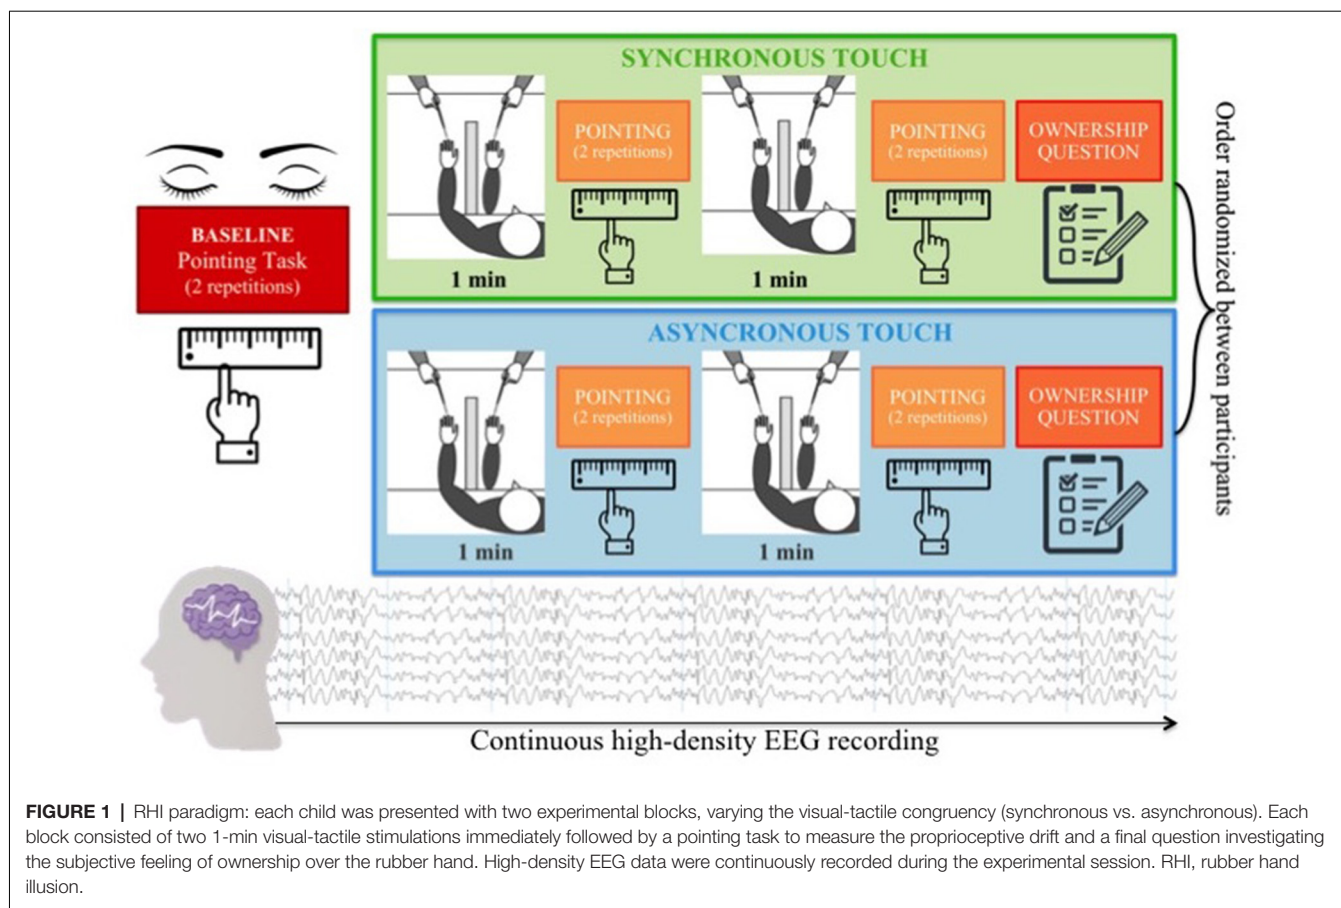 SYNCHRONOUS TOUCH
POINTING
(2 repetitions)
POINTING
(2 repetitions)
OWNERSHIP
QUESTION
1 min
1 min
BASELINE
Pointing Task
(2 repetitions)
ASYNCRONOUS TOUCH
POINTING
(2 repetitions)
POINTING
(2 repetitions)
OWNERSHIP
QUESTION
1 min
1 min
Order randomized between participants
Continuous high-density EEG recording
FIGURE 1 | RHI paradigm: each child was presented with two experimental blocks, varying the visual-tactile congruency (synchronous vs. asynchronous). Each
block consisted of two 1-min visual-tactile stimulations immediately followed by a pointing task to measure the proprioceptive drift and a final question investigating
the subjective feeling of ownership over the rubber hand. High-density EEG data were continuously recorded during the experimental session. RHI, rubber hand
illusion.